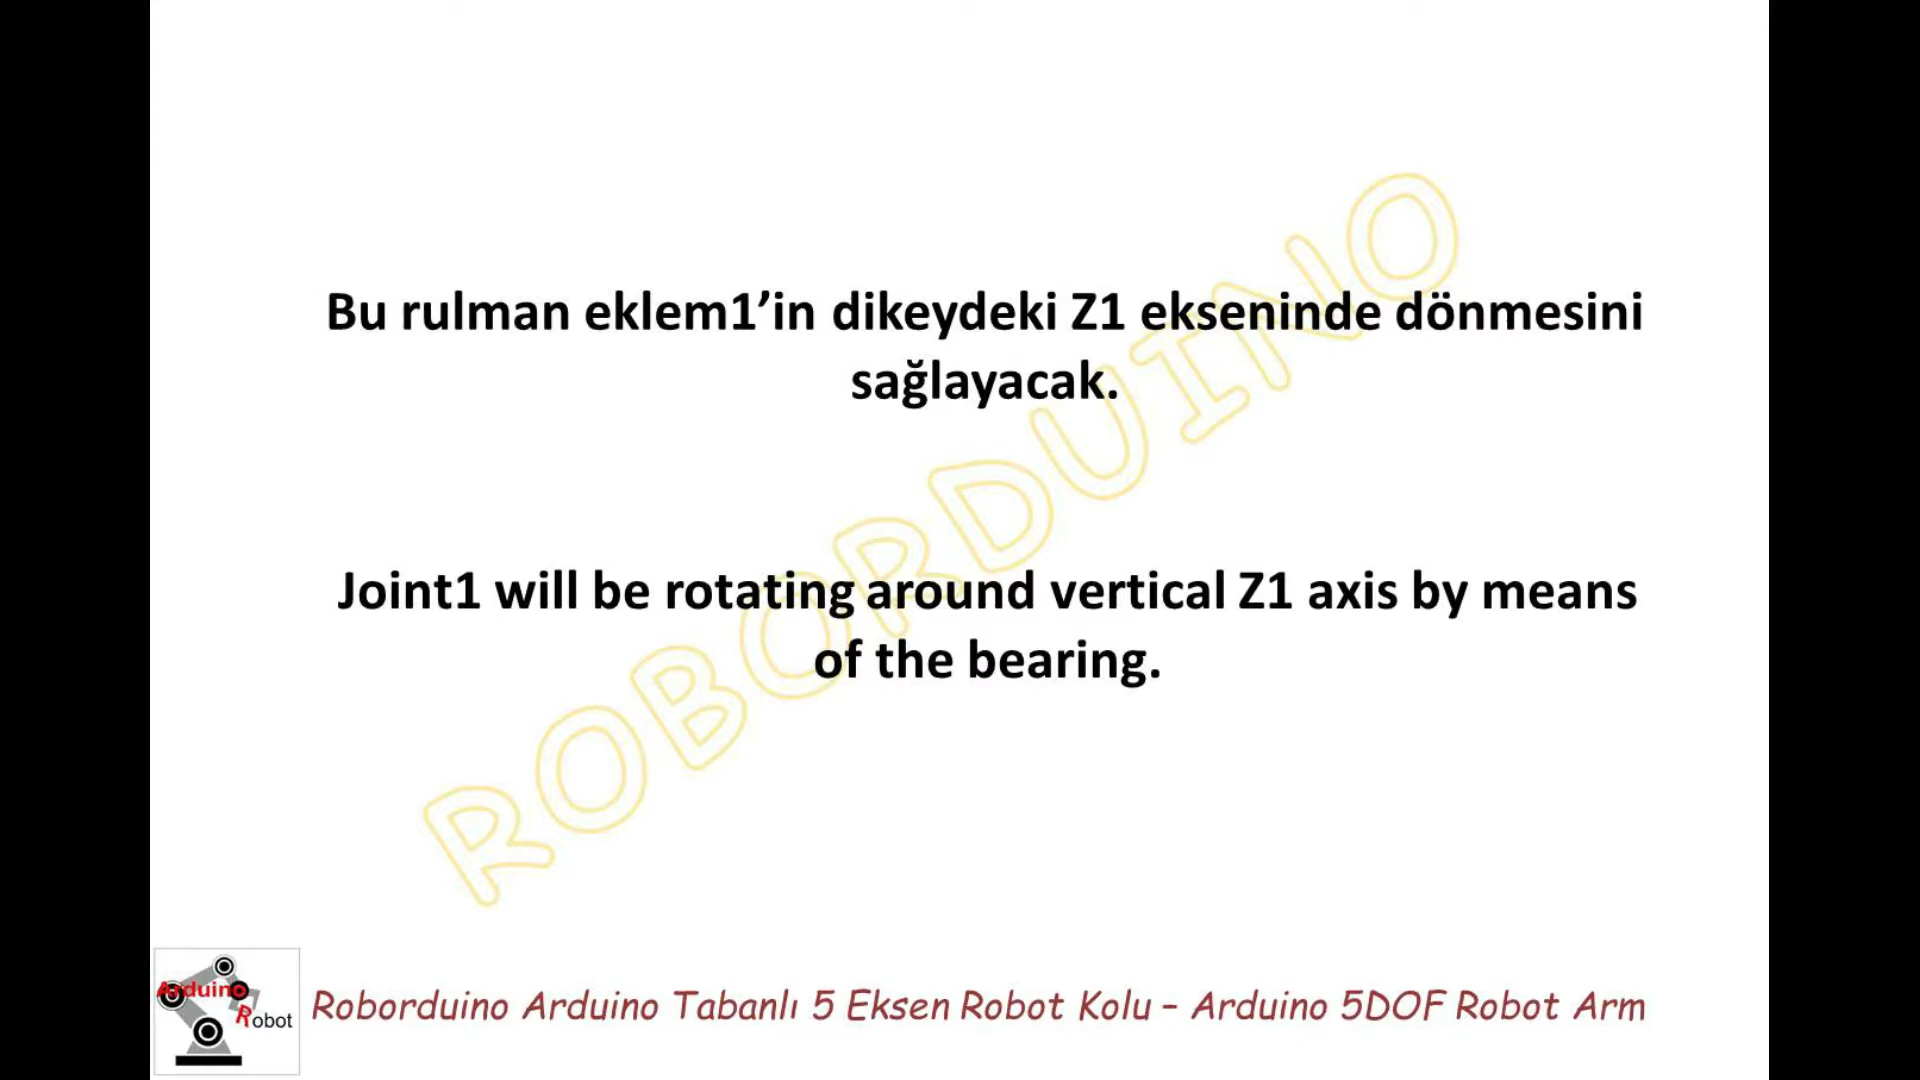 Bu rulman eklem1’in dikeydeki Z1 ekseninde dönmesini
sağlayacak.
Joint1 will be rotating around vertical Z1 axis by means
of the bearing.
ROBORDUINO
Arduino
Robot
Roborduino Arduino Tabanlı 5 Eksen Robot Kolu – Arduino 5DOF Robot Arm